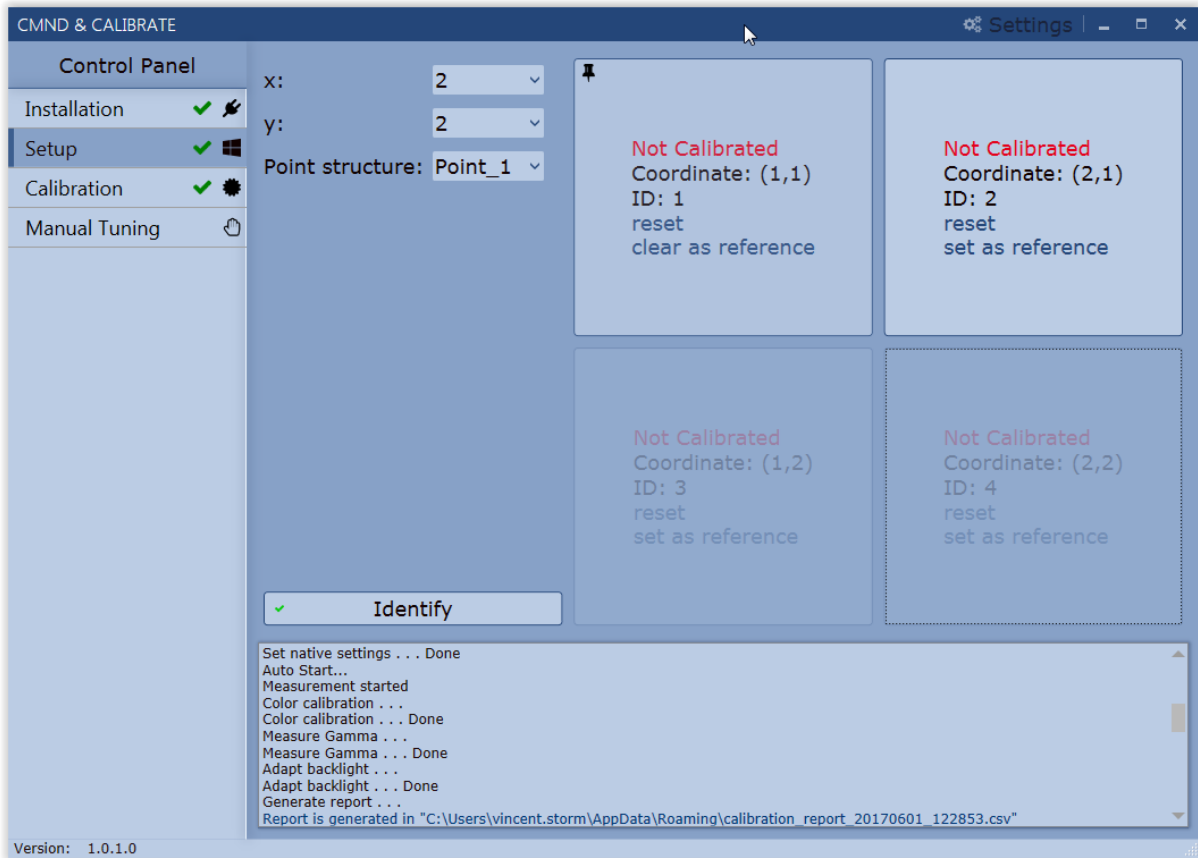 CMND & CALIBRATE
Settings
Control Panel
Installation
Setup
Calibration
Manual Tuning
x: 2
y: 2
Point structure: Point_1
Not Calibrated
Coordinate: (1,1)
ID: 1
reset
clear as reference
Not Calibrated
Coordinate: (2,1)
ID: 2
reset
set as reference
Not Calibrated
Coordinate: (1,2)
ID: 3
reset
set as reference
Not Calibrated
Coordinate: (2,2)
ID: 4
reset
set as reference
Identify
Set native settings . . . Done
Auto Start...
Measurement started
Color calibration . . .
Color calibration . . . Done
Measure Gamma . . .
Measure Gamma . . . Done
Adapt backlight . . .
Adapt backlight . . . Done
Generate report . . .
Report is generated in "C:\Users\vincent.storm\AppData\Roaming\calibration_report_20170601_122853.csv"
Version: 1.0.1.0